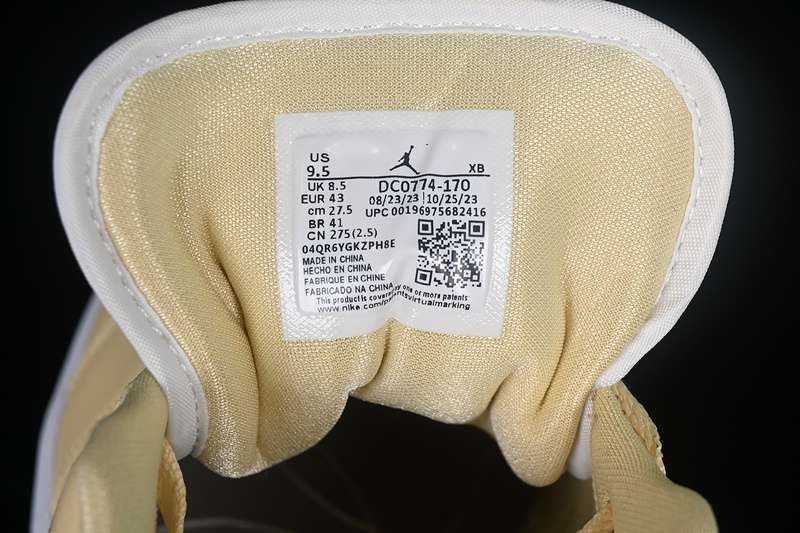 US
9.5 XB
UK 8.5 DC0774-170
EUR 43 08/23/23 10/25/23
cm 27.5 UPC 00196975682416
BR 41
CN 275(2.5)
04QR6YGKZPH8E
MADE IN CHINA
HECHO EN CHINA
FABRIQUE EN CHINE
FABRICADO NA CHINA
This product is covered by one or more patents
www.nike.com/patentsvirtualmarking